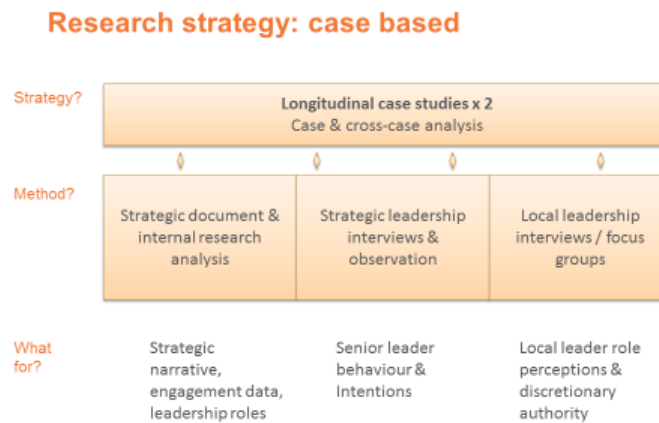 Research strategy: case based
Strategy?
Longitudinal case studies x 2
Case & cross-case analysis
Method?
Strategic document &
internal research
analysis
Strategic leadership
interviews &
observation
Local leadership
interviews / focus
groups
What
for?
Strategic
narrative,
engagement data,
leadership roles
Senior leader
behaviour &
Intentions
Local leader role
perceptions &
discretionary
authority